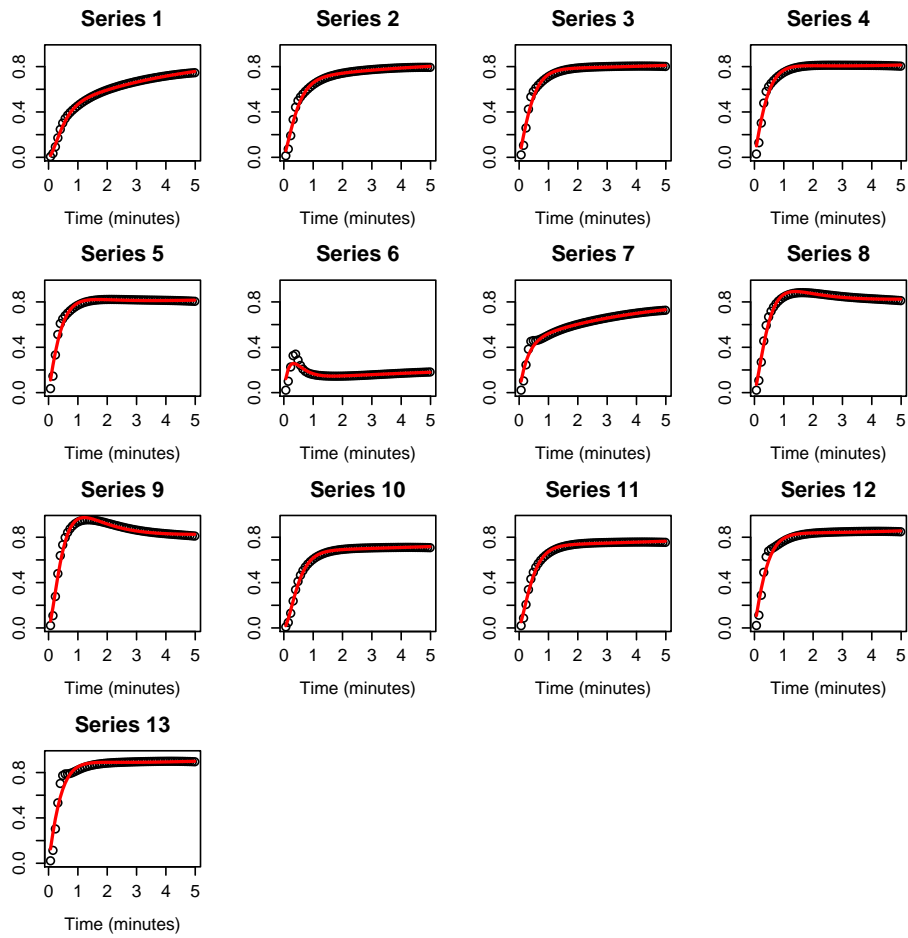 Series 1
Series 2
Series 3
Series 4
0.0 0.4 0.8
0 1 2 3 4 5
Time (minutes)
0.0 0.4 0.8
0 1 2 3 4 5
Time (minutes)
0.0 0.4 0.8
0 1 2 3 4 5
Time (minutes)
0.0 0.4 0.8
0 1 2 3 4 5
Time (minutes)
Series 5
Series 6
Series 7
Series 8
0.0 0.4 0.8
0 1 2 3 4 5
Time (minutes)
0.0 0.4 0.8
0 1 2 3 4 5
Time (minutes)
0.0 0.4 0.8
0 1 2 3 4 5
Time (minutes)
0.0 0.4 0.8
0 1 2 3 4 5
Time (minutes)
Series 9
Series 10
Series 11
Series 12
0.0 0.4 0.8
0 1 2 3 4 5
Time (minutes)
0.0 0.4 0.8
0 1 2 3 4 5
Time (minutes)
0.0 0.4 0.8
0 1 2 3 4 5
Time (minutes)
0.0 0.4 0.8
0 1 2 3 4 5
Time (minutes)
Series 13
0.0 0.4 0.8
0 1 2 3 4 5
Time (minutes)